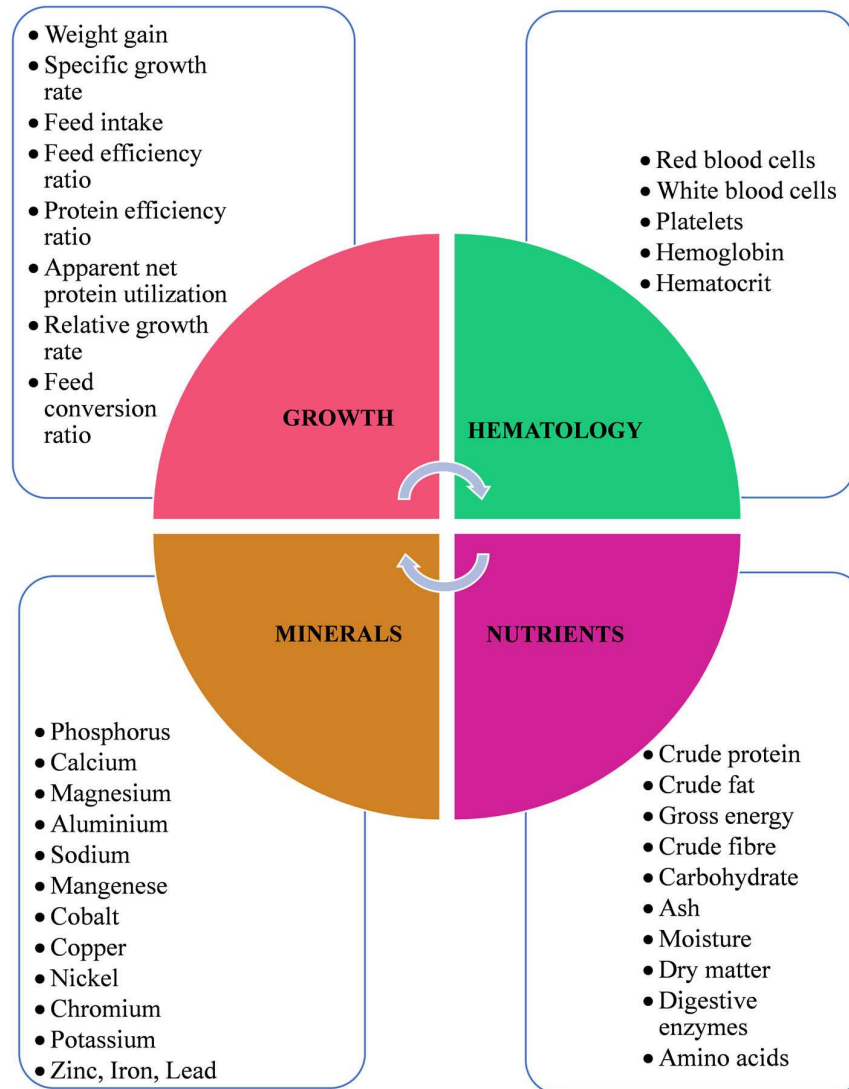 • Weight gain
• Specific growth
rate
• Feed intake
• Feed efficiency
ratio
• Protein efficiency
ratio
• Apparent net
protein utilization
• Relative growth
rate
• Feed
conversion
ratio
• Red blood cells
• White blood cells
• Platelets
• Hemoglobin
• Hematocrit
GROWTH
HEMATOLOGY
MINERALS
NUTRIENTS
• Phosphorus
• Calcium
• Magnesium
• Aluminium
• Sodium
• Mangenese
• Cobalt
• Copper
• Nickel
• Chromium
• Potassium
• Zinc, Iron, Lead
• Crude protein
• Crude fat
• Gross energy
• Crude fibre
• Carbohydrate
• Ash
• Moisture
• Dry matter
• Digestive
enzymes
• Amino acids